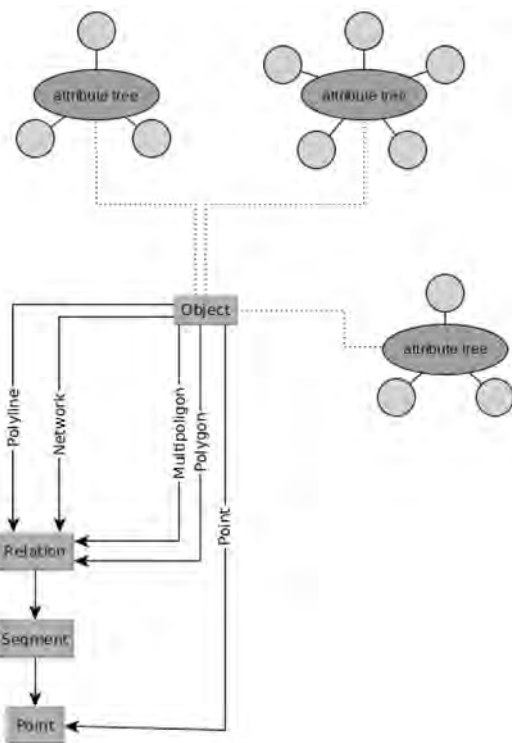 attribute tree
attribute tree
Object
attribute tree
Polyline
Network
Multipoligon
Polygon
Point
Relation
Segment
Point